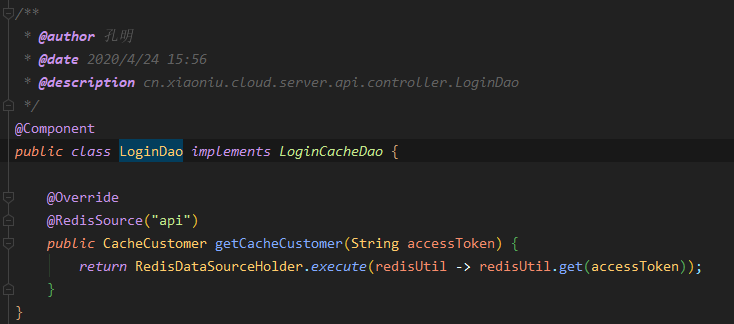 /**
 * @author 孔明
 * @date 2020/4/24 15:56
 * @description cn.xiaoniu.cloud.server.api.controller.LoginDao
 */
@Component
public class LoginDao implements LoginCacheDao {
    @Override
    @RedisSource("api")
    public CacheCustomer getCacheCustomer(String accessToken) {
        return RedisDataSourceHolder.execute(redisUtil -> redisUtil.get(accessToken));
    }
}